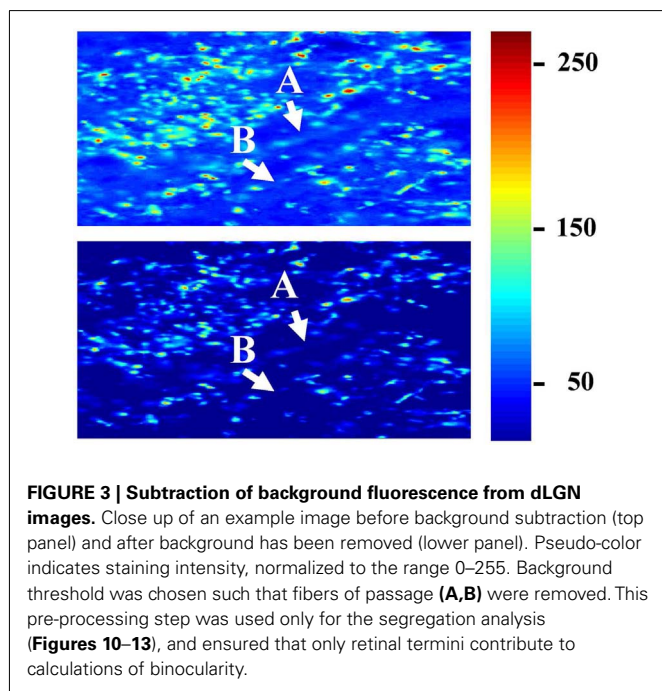 A
B
250
150
50
A
B
FIGURE 3 | Subtraction of background fluorescence from dLGN
images. Close up of an example image before background subtraction (top
panel) and after background has been removed (lower panel). Pseudo-color
indicates staining intensity, normalized to the range 0–255. Background
threshold was chosen such that fibers of passage (A,B) were removed. This
pre-processing step was used only for the segregation analysis
(Figures 10–13), and ensured that only retinal termini contribute to
calculations of binocularity.